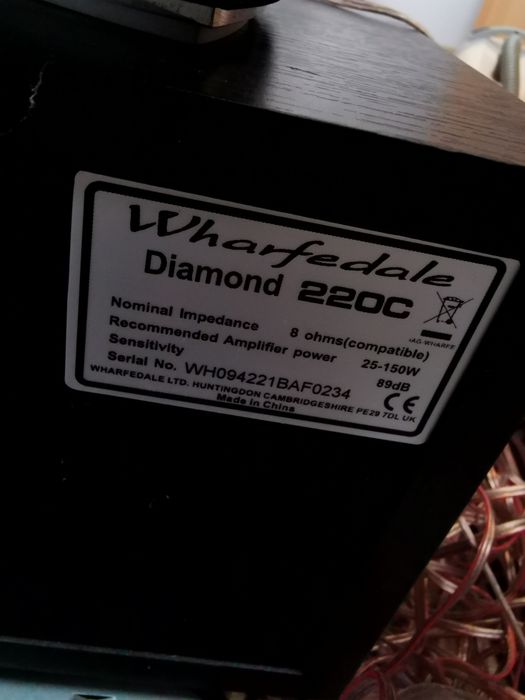 Wharfedale
Diamond 220C
Nominal Impedance 8 ohms(compatible)
Recommended Amplifier power 25-150W
Sensitivity 89dB
Serial No. WH094221BAF0234
WHARFEDALE LTD. HUNTINGDON CAMBRIDGESHIRE PE29 7DL UK
Made in China
CE